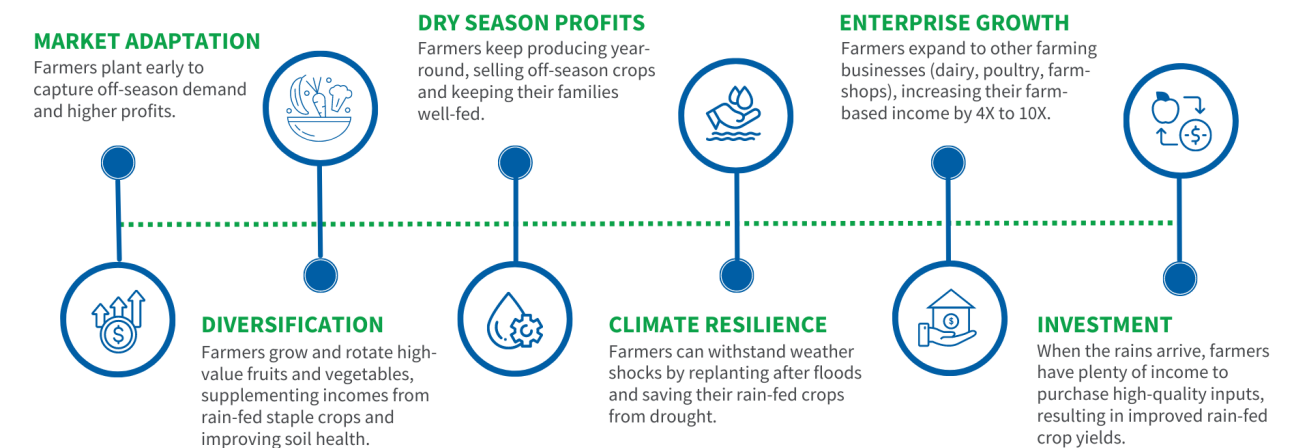 MARKET ADAPTATION
Farmers plant early to
capture off-season demand
and higher profits.
DIVERSIFICATION
Farmers grow and rotate high-
value fruits and vegetables,
supplementing incomes from
rain-fed staple crops and
improving soil health.
DRY SEASON PROFITS
Farmers keep producing year-
round, selling off-season crops
and keeping their families
well-fed.
CLIMATE RESILIENCE
Farmers can withstand weather
shocks by replanting after floods
and saving their rain-fed crops
from drought.
ENTERPRISE GROWTH
Farmers expand to other farming
businesses (dairy, poultry, farm-
shops), increasing their farm-
based income by 4X to 10X.
INVESTMENT
When the rains arrive, farmers
have plenty of income to
purchase high-quality inputs,
resulting in improved rain-fed
crop yields.
$
$
$